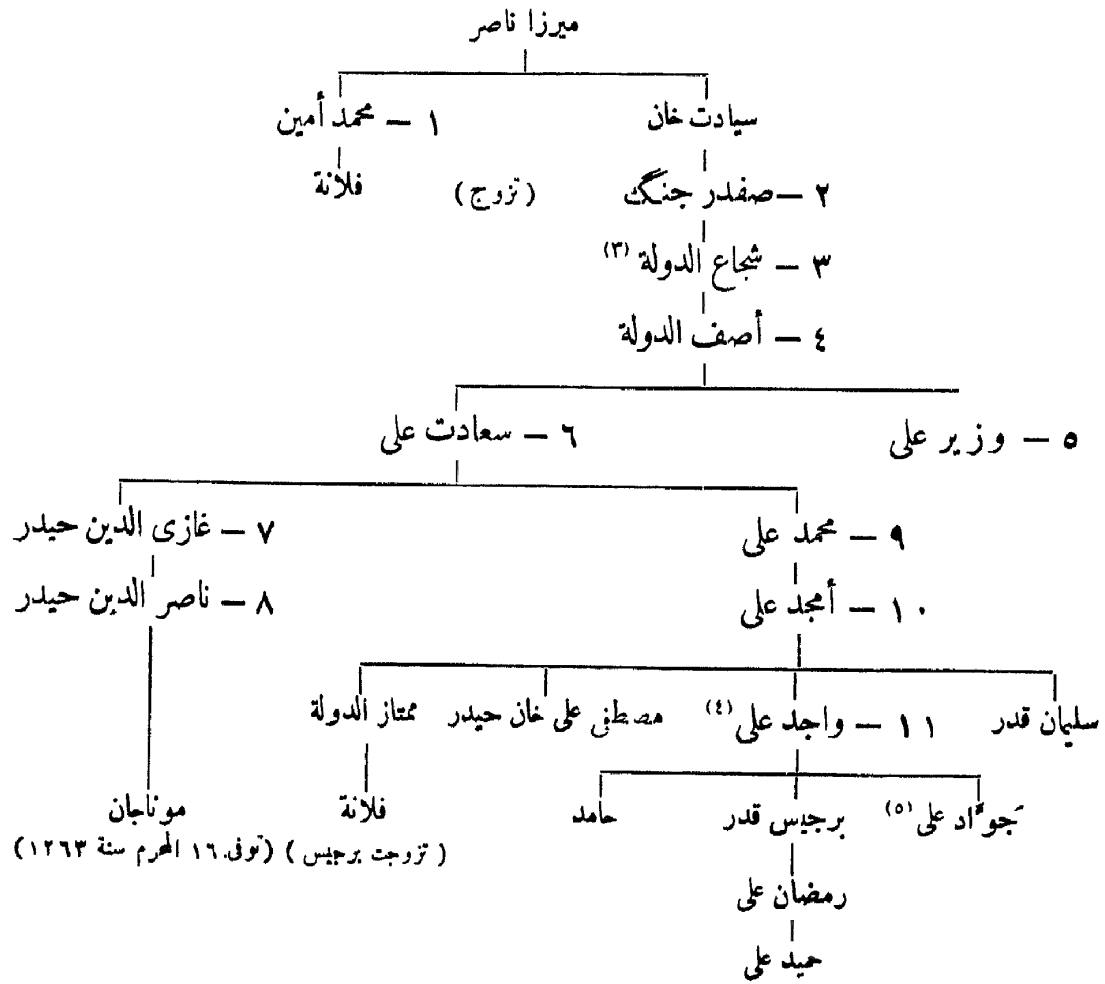 ميرزا ناصر
سيادت خان
١ – محمد أمين
٢ – صفدر جنگ
(تزوج)
فلانة
٣ – شجاع الدولة (٣)
٤ – أصف الدولة
٥ – وزير على
٦ – سعادت على
٩ – محمد على
٧ – غازى الدين حيدر
١٠ – أمجد على
٨ – ناصر الدين حيدر
سليمان قدر
١١ – واجد على (٤)
مصطفى على خان حيدر
ممتاز الدولة
جوّاد على (٥)
برجيس قدر
حامد
فلانة
موناجان
(تزوجت برجيس) (توفى ١٦ المحرم سنة ١٢٦٣)
رمضان على
حميد على